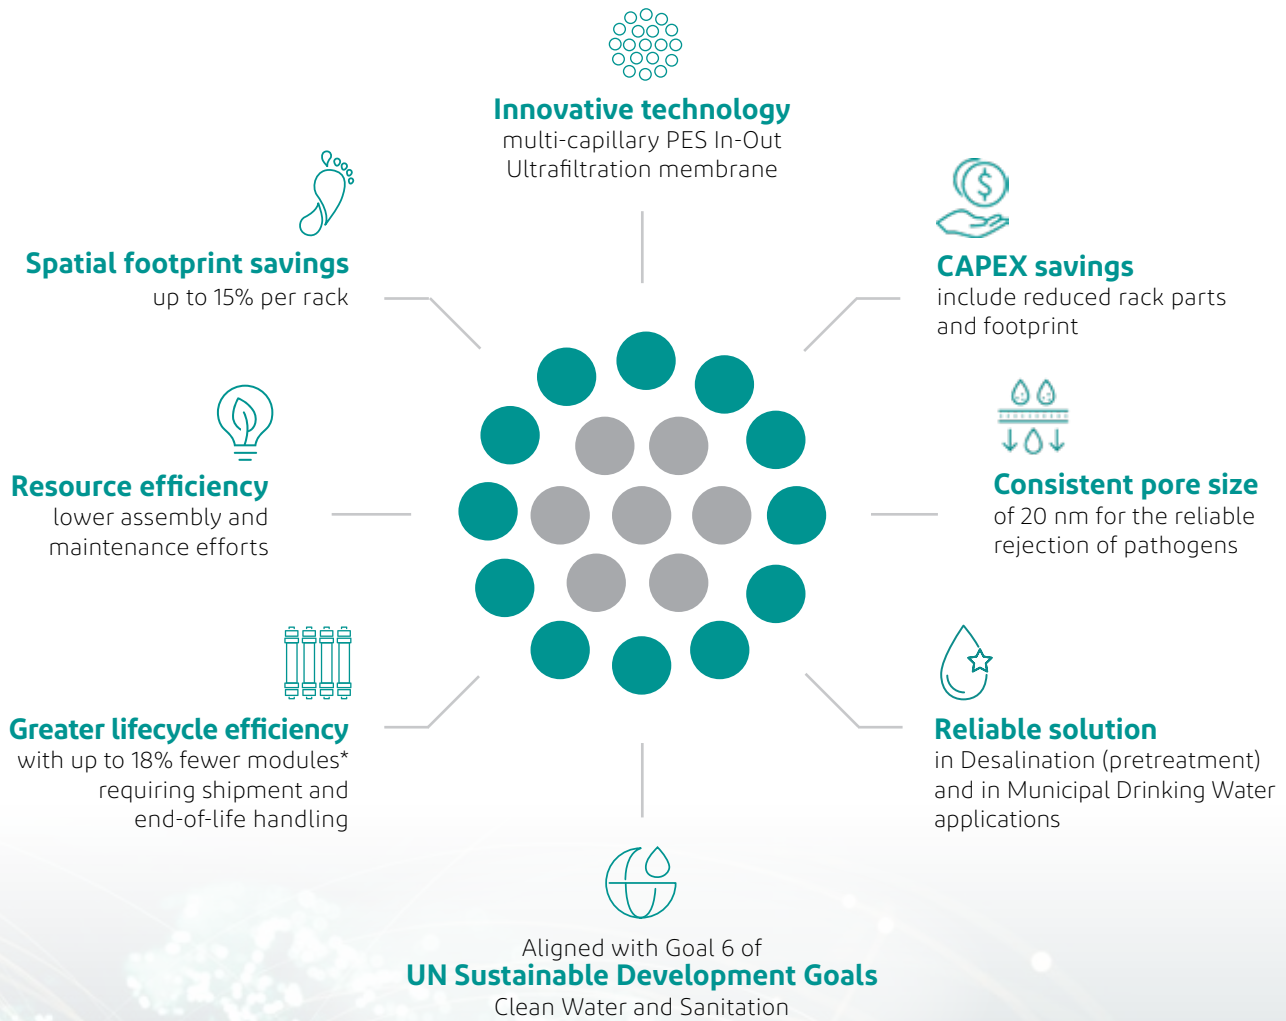 Innovative technology
multi-capillary PES In-Out
Ultrafiltration membrane
Spatial footprint savings
up to 15% per rack
CAPEX savings
include reduced rack parts
and footprint
Resource efficiency
lower assembly and
maintenance efforts
Consistent pore size
of 20 nm for the reliable
rejection of pathogens
Greater lifecycle efficiency
with up to 18% fewer modules*
requiring shipment and
end-of-life handling
Reliable solution
in Desalination (pretreatment)
and in Municipal Drinking Water
applications
Aligned with Goal 6 of
UN Sustainable Development Goals
Clean Water and Sanitation